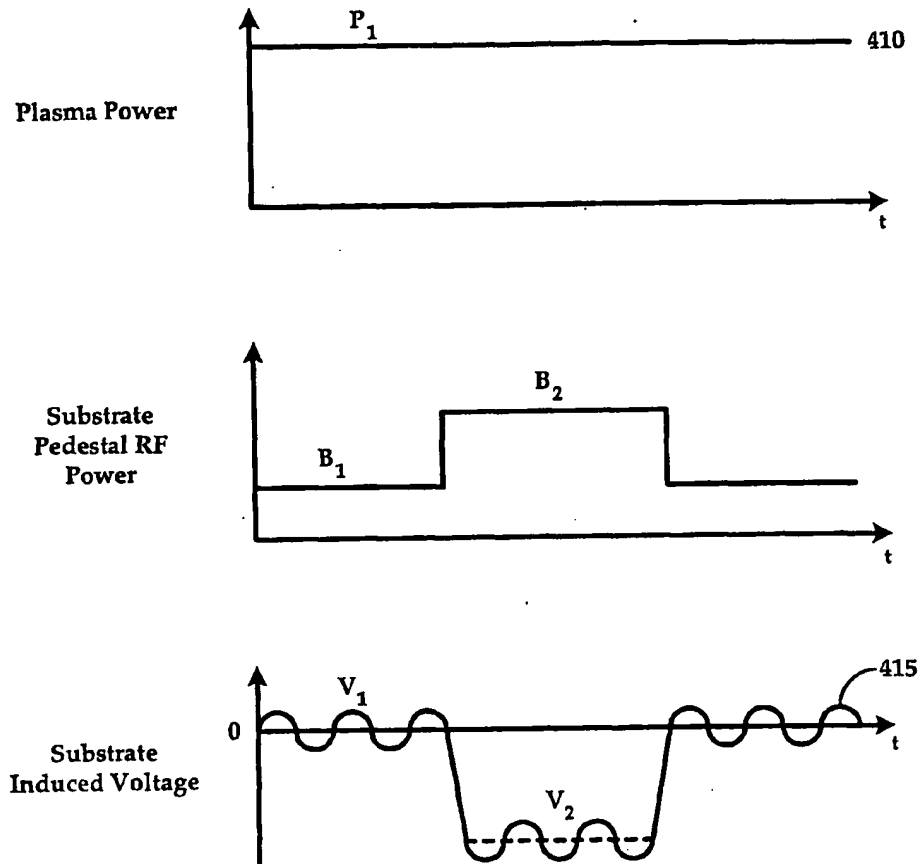 P1
410
Plasma Power
t
B2
Substrate
Pedestal RF
Power
B1
t
415
V1
0
t
Substrate
Induced Voltage
V2